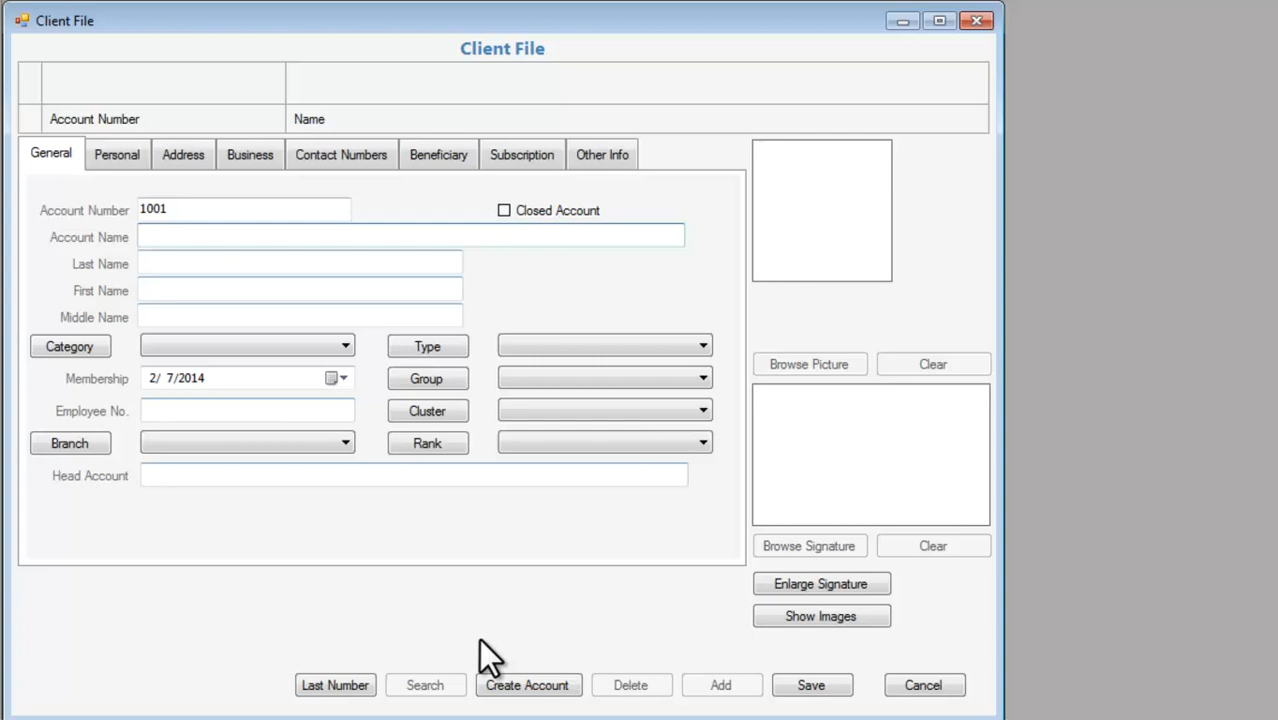 Client File
Client File
Account Number Name
General Personal Address Business Contact Numbers Beneficiary Subscription Other Info
Account Number 1001 Closed Account
Account Name
Last Name
First Name
Middle Name
Category Type
Membership 2/ 7/2014 Group
Employee No. Cluster
Branch Rank
Head Account
Browse Picture Clear
Browse Signature Clear
Enlarge Signature
Show Images
Last Number Search Create Account Delete Add Save Cancel